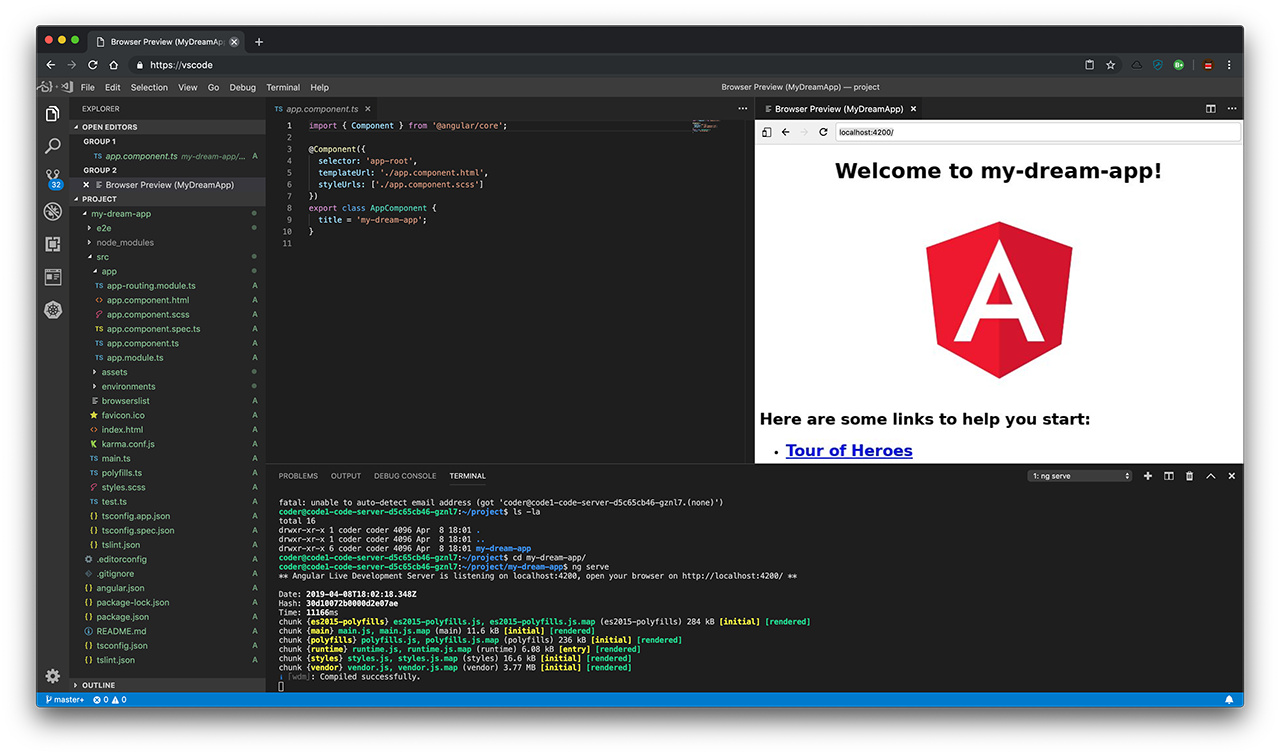 Browser Preview (MyDreamAp
https://vscode
File Edit Selection View Go Debug Terminal Help
Browser Preview (MyDreamApp) — project
EXPLORER
OPEN EDITORS
GROUP 1
TS app.component.ts my-dream-app/... A
GROUP 2
Browser Preview (MyDreamApp)
32
PROJECT
my-dream-app
e2e
node_modules
src
app
TS app-routing.module.ts A
<> app.component.html A
app.component.scss A
TS app.component.spec.ts A
TS app.component.ts A
TS app.module.ts A
assets
environments
browserslist A
favicon.ico A
<> index.html A
karma.conf.js A
TS main.ts A
TS polyfills.ts A
styles.scss A
TS test.ts A
{} tsconfig.app.json A
{} tsconfig.spec.json A
{} tslint.json A
.editorconfig A
.gitignore A
{} angular.json A
{} package-lock.json A
{} package.json A
README.md A
{} tsconfig.json A
{} tslint.json A
OUTLINE
TS app.component.ts
1 import { Component } from '@angular/core';
2
3 @Component({
4 selector: 'app-root',
5 templateUrl: './app.component.html',
6 styleUrls: ['./app.component.scss']
7 })
8 export class AppComponent {
9 title = 'my-dream-app';
10 }
11
Browser Preview (MyDreamApp)
localhost:4200/
Welcome to my-dream-app!
A
Here are some links to help you start:
• Tour of Heroes
PROBLEMS OUTPUT DEBUG CONSOLE TERMINAL
1: ng serve
fatal: unable to auto-detect email address (got 'coder@code1-code-server-d5c65cb46-gznl7.(none)')
coder@code1-code-server-d5c65cb46-gznl7:~/project$ ls -la
total 16
drwxr-xr-x 1 coder coder 4096 Apr 8 18:01 .
drwxr-xr-x 1 coder coder 4096 Apr 8 18:01 ..
drwxr-xr-x 6 coder coder 4096 Apr 8 18:01 my-dream-app
coder@code1-code-server-d5c65cb46-gznl7:~/project$ cd my-dream-app/
coder@code1-code-server-d5c65cb46-gznl7:~/project/my-dream-app$ ng serve
** Angular Live Development Server is listening on localhost:4200, open your browser on http://localhost:4200/ **
Date: 2019-04-08T18:02:18.348Z
Hash: 30d10072b0000d2e07ae
Time: 11166ms
chunk {es2015-polyfills} es2015-polyfills.js, es2015-polyfills.js.map (es2015-polyfills) 284 kB [initial] [rendered]
chunk {main} main.js, main.js.map (main) 11.6 kB [initial] [rendered]
chunk {polyfills} polyfills.js, polyfills.js.map (polyfills) 236 kB [initial] [rendered]
chunk {runtime} runtime.js, runtime.js.map (runtime) 6.08 kB [entry] [rendered]
chunk {styles} styles.js, styles.js.map (styles) 16.6 kB [initial] [rendered]
chunk {vendor} vendor.js, vendor.js.map (vendor) 3.77 MB [initial] [rendered]
[wdm]: Compiled successfully.
master+ 0 0